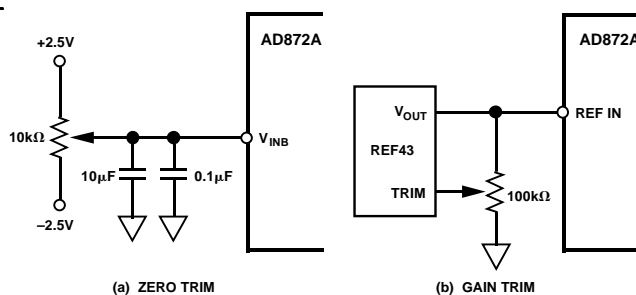 +2.5V
10kΩ
–2.5V
10µF
0.1µF
VINB
AD872A
(a) ZERO TRIM
VOUT
REF43
TRIM
100kΩ
REF IN
AD872A
(b) GAIN TRIM